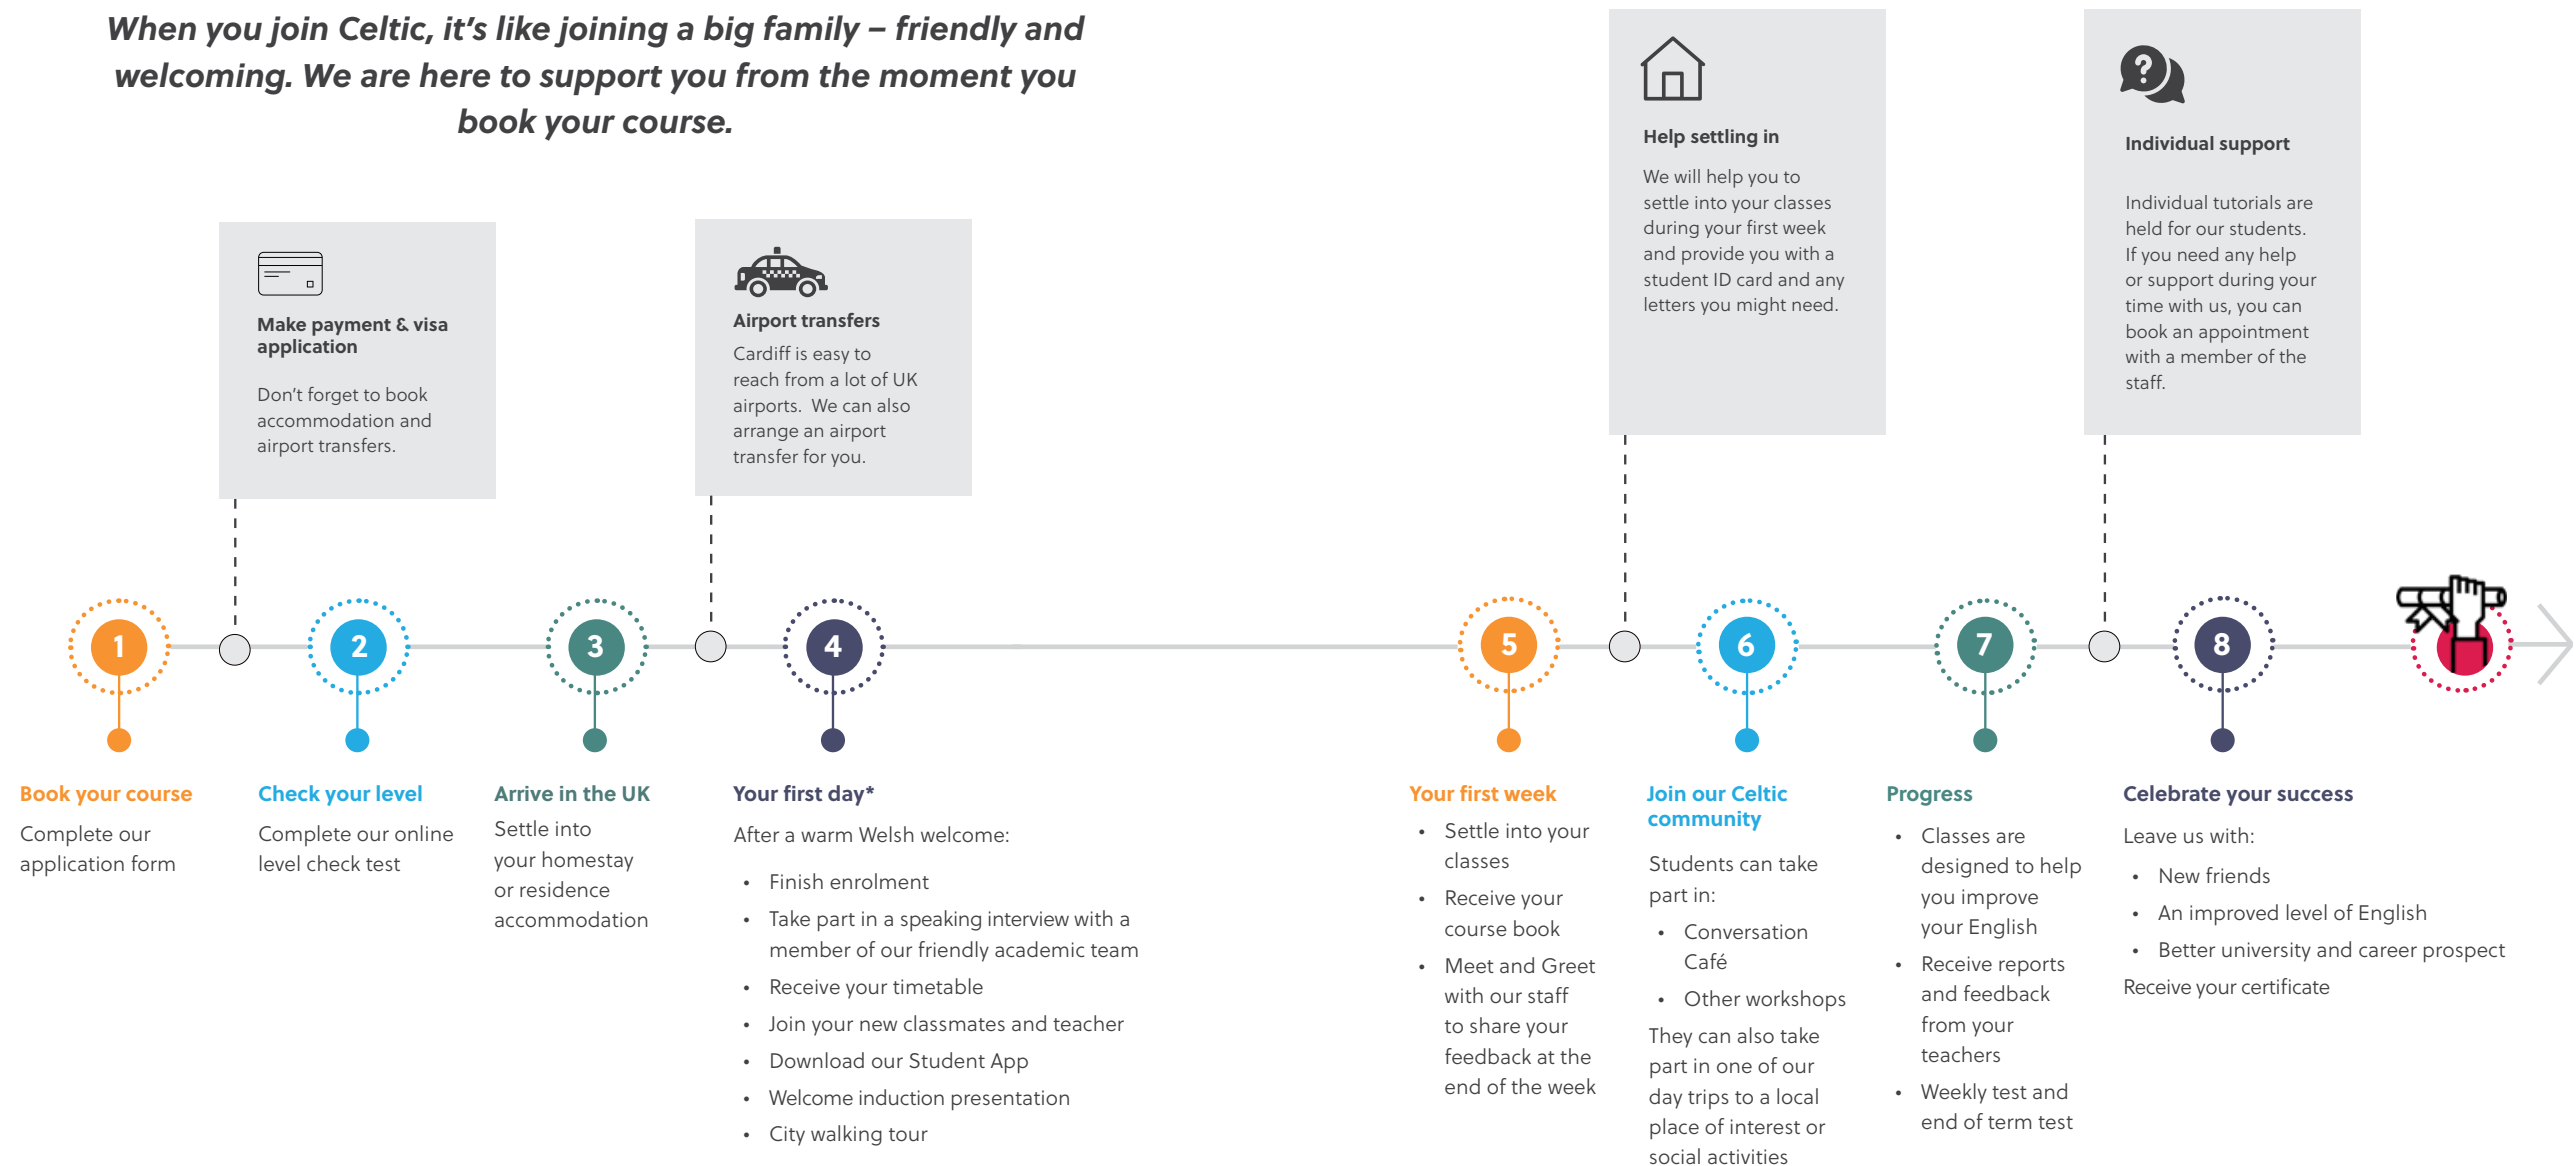 When you join Celtic, it's like joining a big family – friendly and
welcoming. We are here to support you from the moment you
book your course.
Make payment & visa
application
Don't forget to book
accommodation and
airport transfers.
Airport transfers
Cardiff is easy to
reach from a lot of UK
airports. We can also
arrange an airport
transfer for you.
Help settling in
We will help you to
settle into your classes
during your first week
and provide you with a
student ID card and any
letters you might need.
Individual support
Individual tutorials are
held for our students.
If you need any help
or support during your
time with us, you can
book an appointment
with a member of the
staff.
1
Book your course
Complete our
application form
2
Check your level
Complete our online
level check test
3
Arrive in the UK
Settle into
your homestay
or residence
accommodation
4
Your first day*
After a warm Welsh welcome:
• Finish enrolment
• Take part in a speaking interview with a
member of our friendly academic team
• Receive your timetable
• Join your new classmates and teacher
• Download our Student App
• Welcome induction presentation
• City walking tour
5
Your first week
• Settle into your
classes
• Receive your
course book
• Meet and Greet
with our staff
to share your
feedback at the
end of the week
6
Join our Celtic
community
Students can take
part in:
• Conversation
Café
• Other workshops
They can also take
part in one of our
day trips to a local
place of interest or
social activities
7
Progress
• Classes are
designed to help
you improve
your English
• Receive reports
and feedback
from your
teachers
• Weekly test and
end of term test
8
Celebrate your success
Leave us with:
• New friends
• An improved level of English
• Better university and career prospect
Receive your certificate